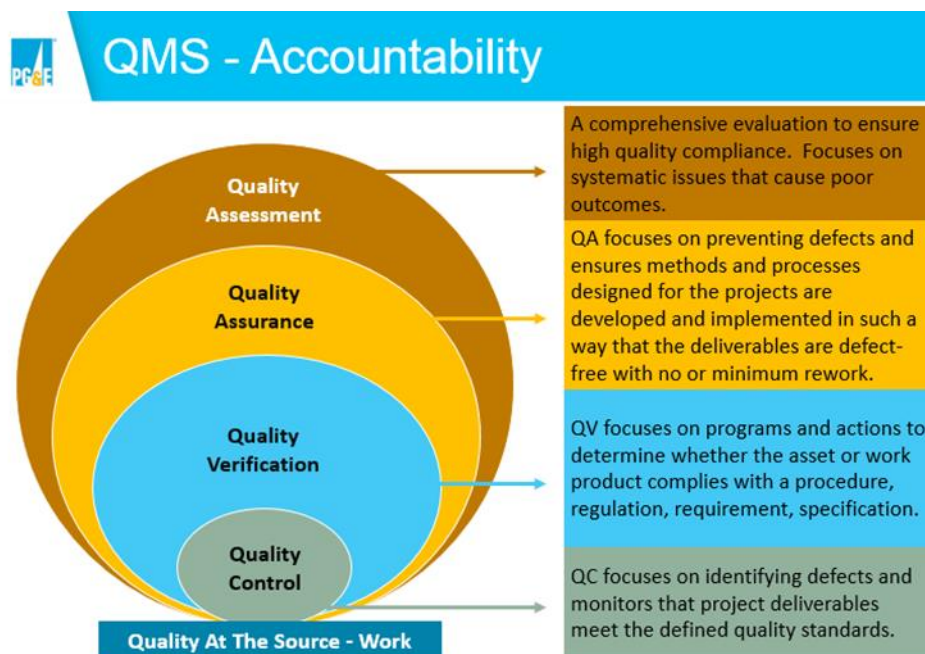 PG&E
QMS - Accountability
Quality
Assessment
Quality
Assurance
Quality
Verification
Quality
Control
Quality At The Source - Work
A comprehensive evaluation to ensure
high quality compliance.  Focuses on
systematic issues that cause poor
outcomes.
QA focuses on preventing defects and
ensures methods and processes
designed for the projects are
developed and implemented in such a
way that the deliverables are defect-
free with no or minimum rework.
QV focuses on programs and actions to
determine whether the asset or work
product complies with a procedure,
regulation, requirement, specification.
QC focuses on identifying defects and
monitors that project deliverables
meet the defined quality standards.